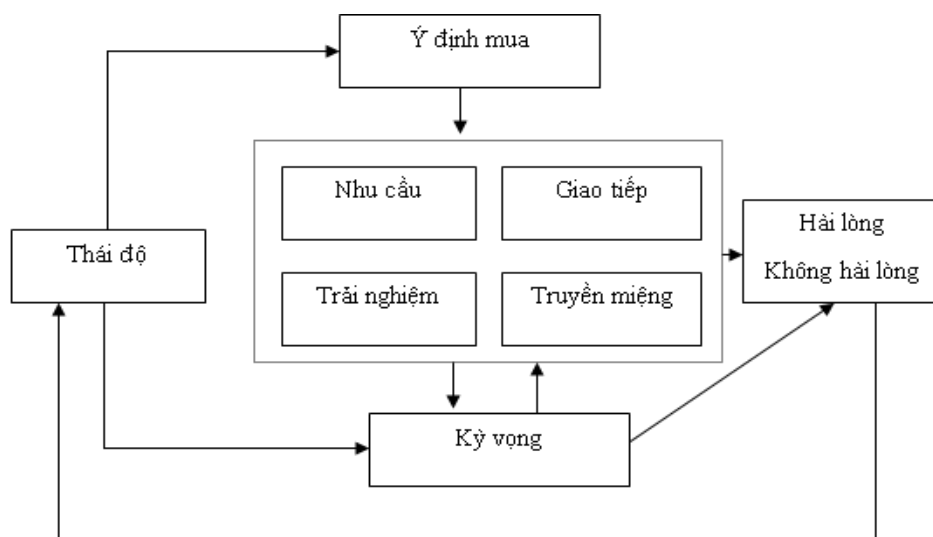 Ý định mua
Nhu cầu
Giao tiếp
Thái độ
Hài lòng
Không hài lòng
Trải nghiệm
Truyền miệng
Kỳ vọng